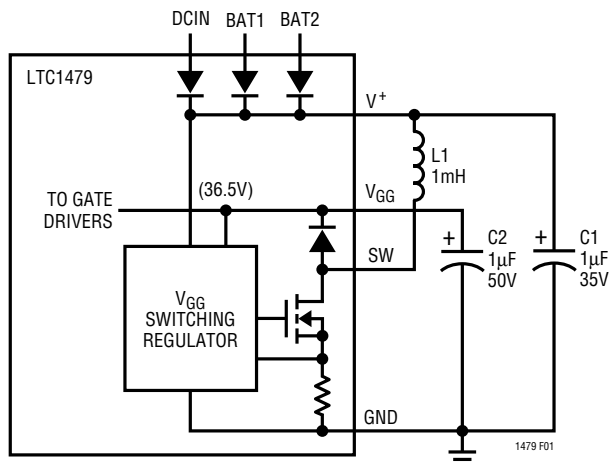 DCIN BAT1 BAT2
LTC1479
V+
L1
1mH
TO GATE
DRIVERS
(36.5V)
VGG
SW
+ C2
1µF
50V
+ C1
1µF
35V
VGG
SWITCHING
REGULATOR
GND
1479 F01